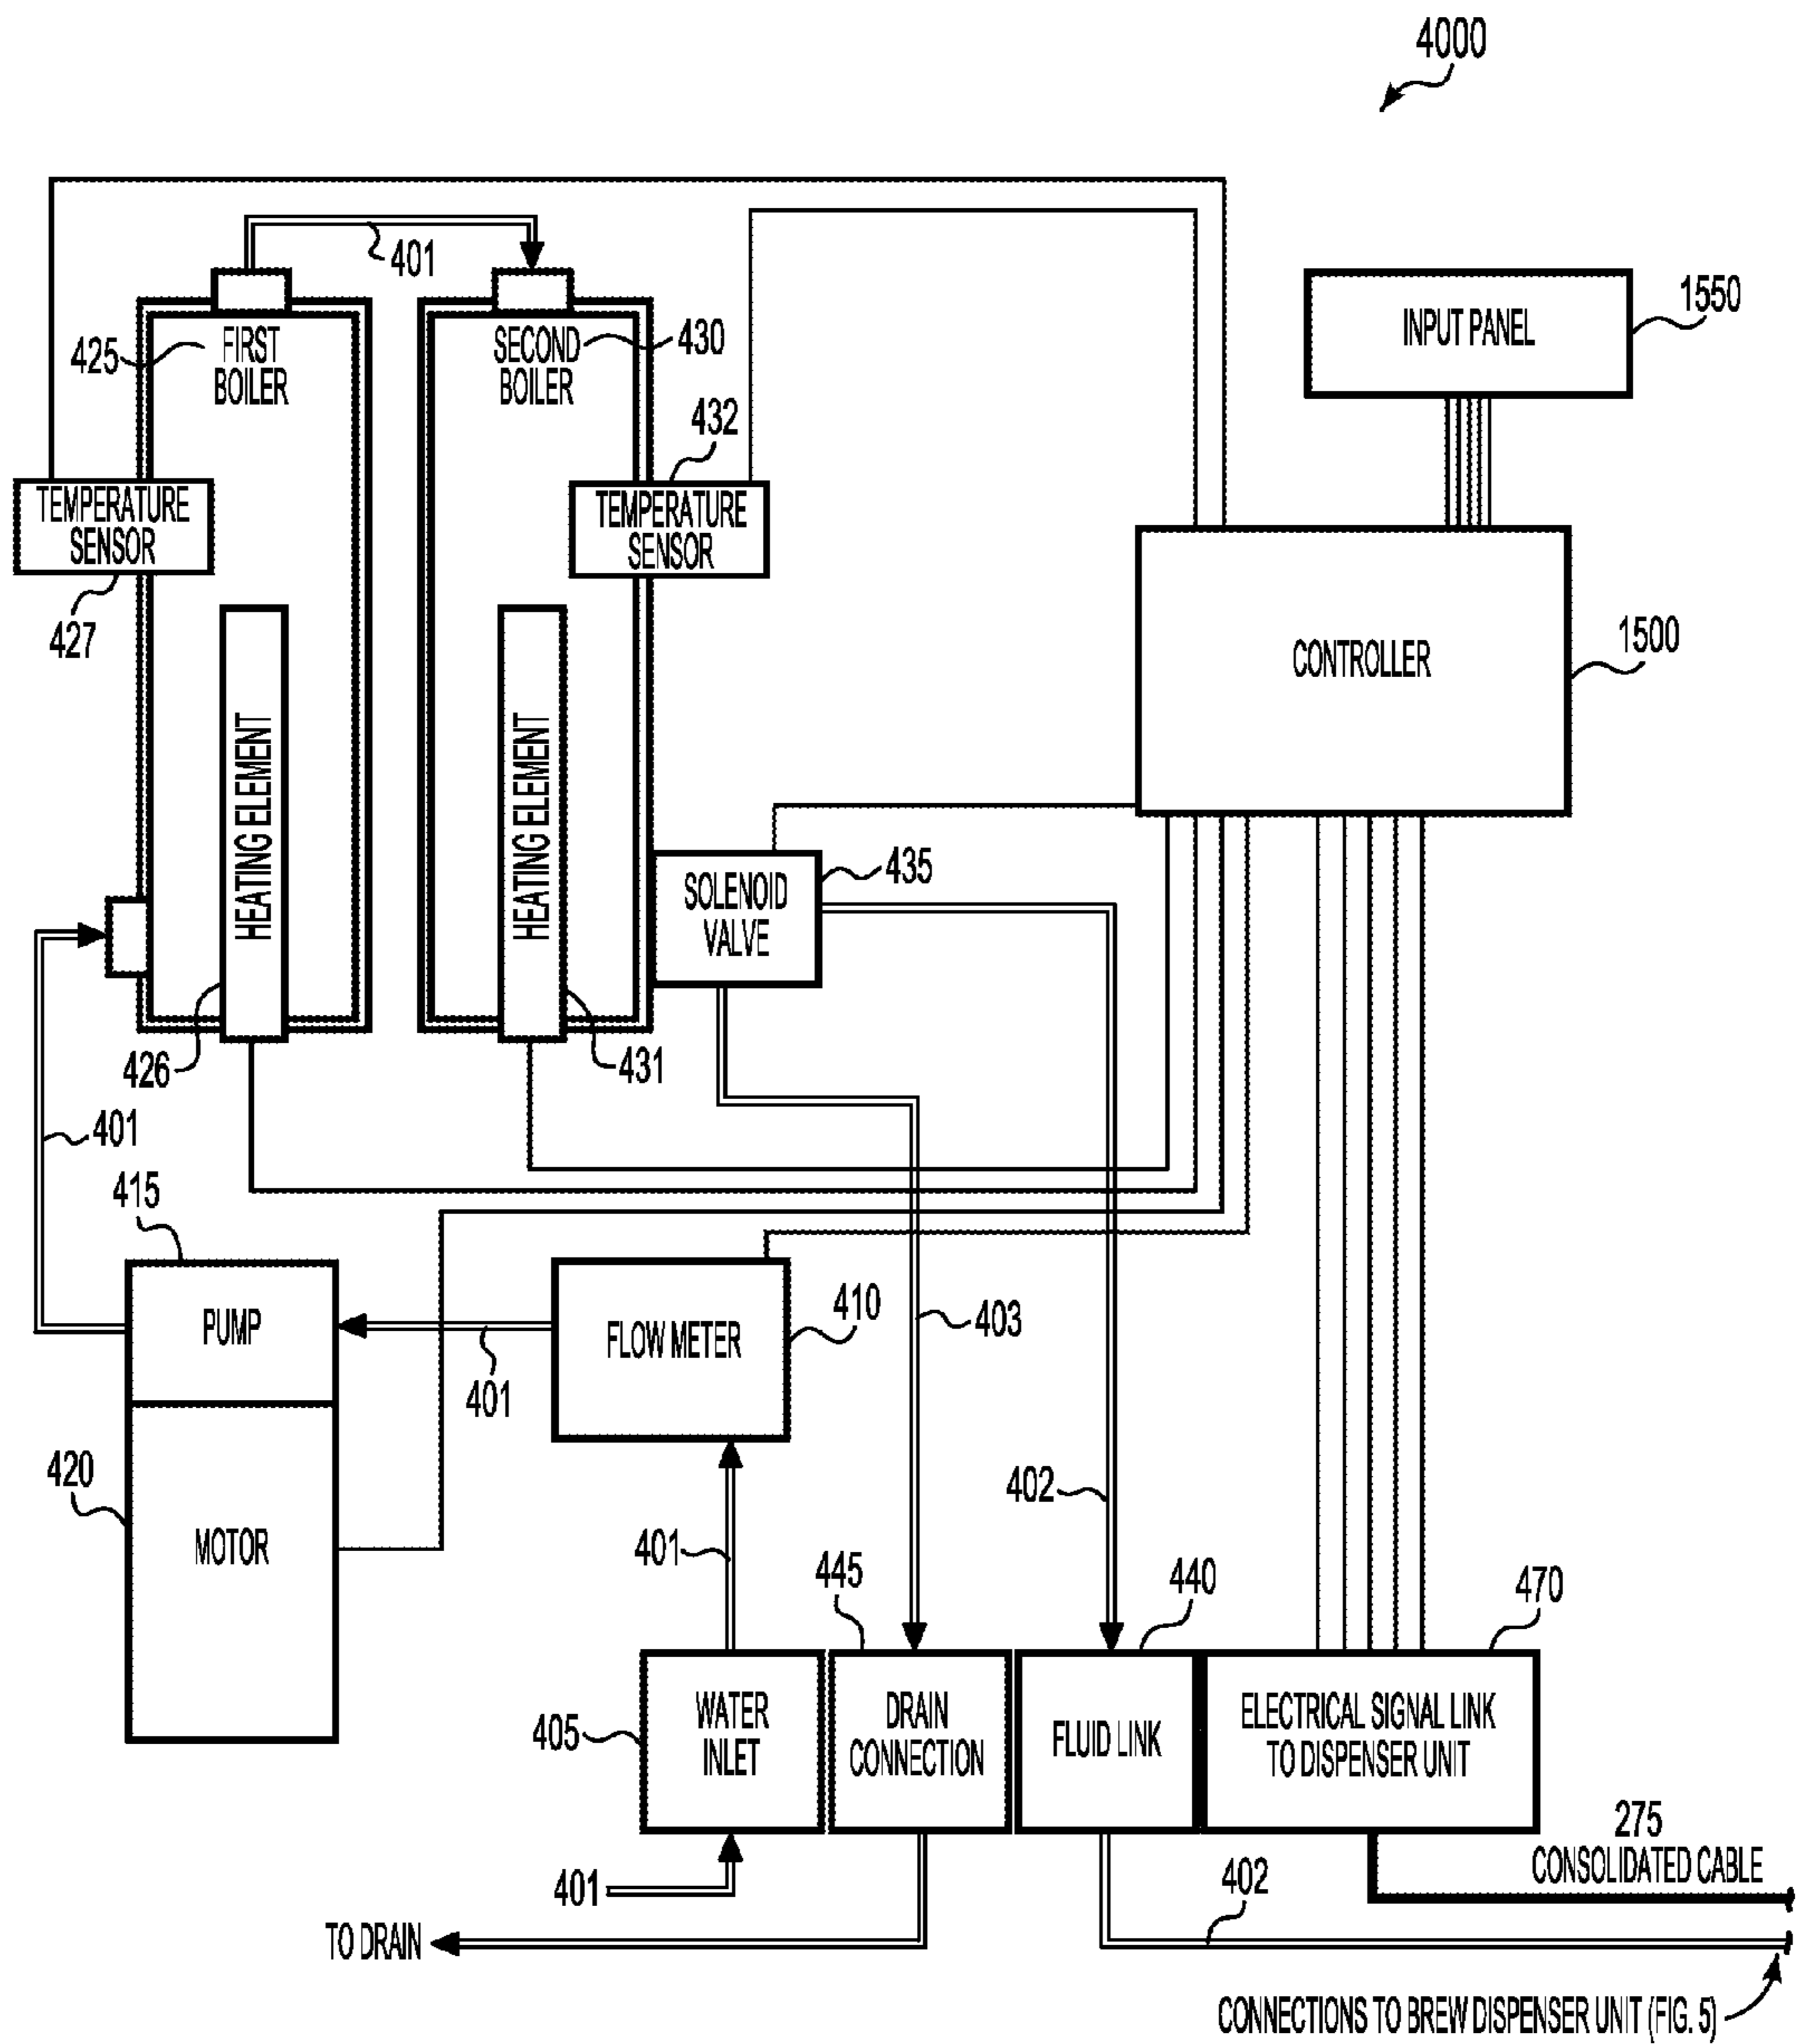 4000
401
425
FIRST
BOILER
SECOND
BOILER
430
INPUT PANEL
1550
432
TEMPERATURE
SENSOR
427
TEMPERATURE
SENSOR
CONTROLLER
1500
HEATING ELEMENT
HEATING ELEMENT
SOLENOID
VALVE
435
426
431
401
415
PUMP
401
FLOW METER
410
403
420
MOTOR
402
401
445
440
470
405
WATER
INLET
DRAIN
CONNECTION
FLUID LINK
ELECTRICAL SIGNAL LINK
TO DISPENSER UNIT
275
CONSOLIDATED CABLE
401
402
TO DRAIN
CONNECTIONS TO BREW DISPENSER UNIT (FIG. 5)